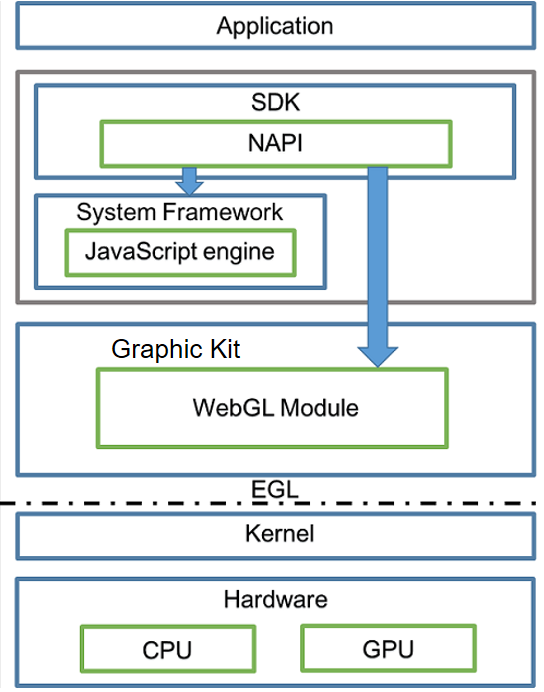 Application
SDK
NAPI
System Framework
JavaScript engine
Graphic Kit
WebGL Module
EGL
Kernel
Hardware
CPU
GPU